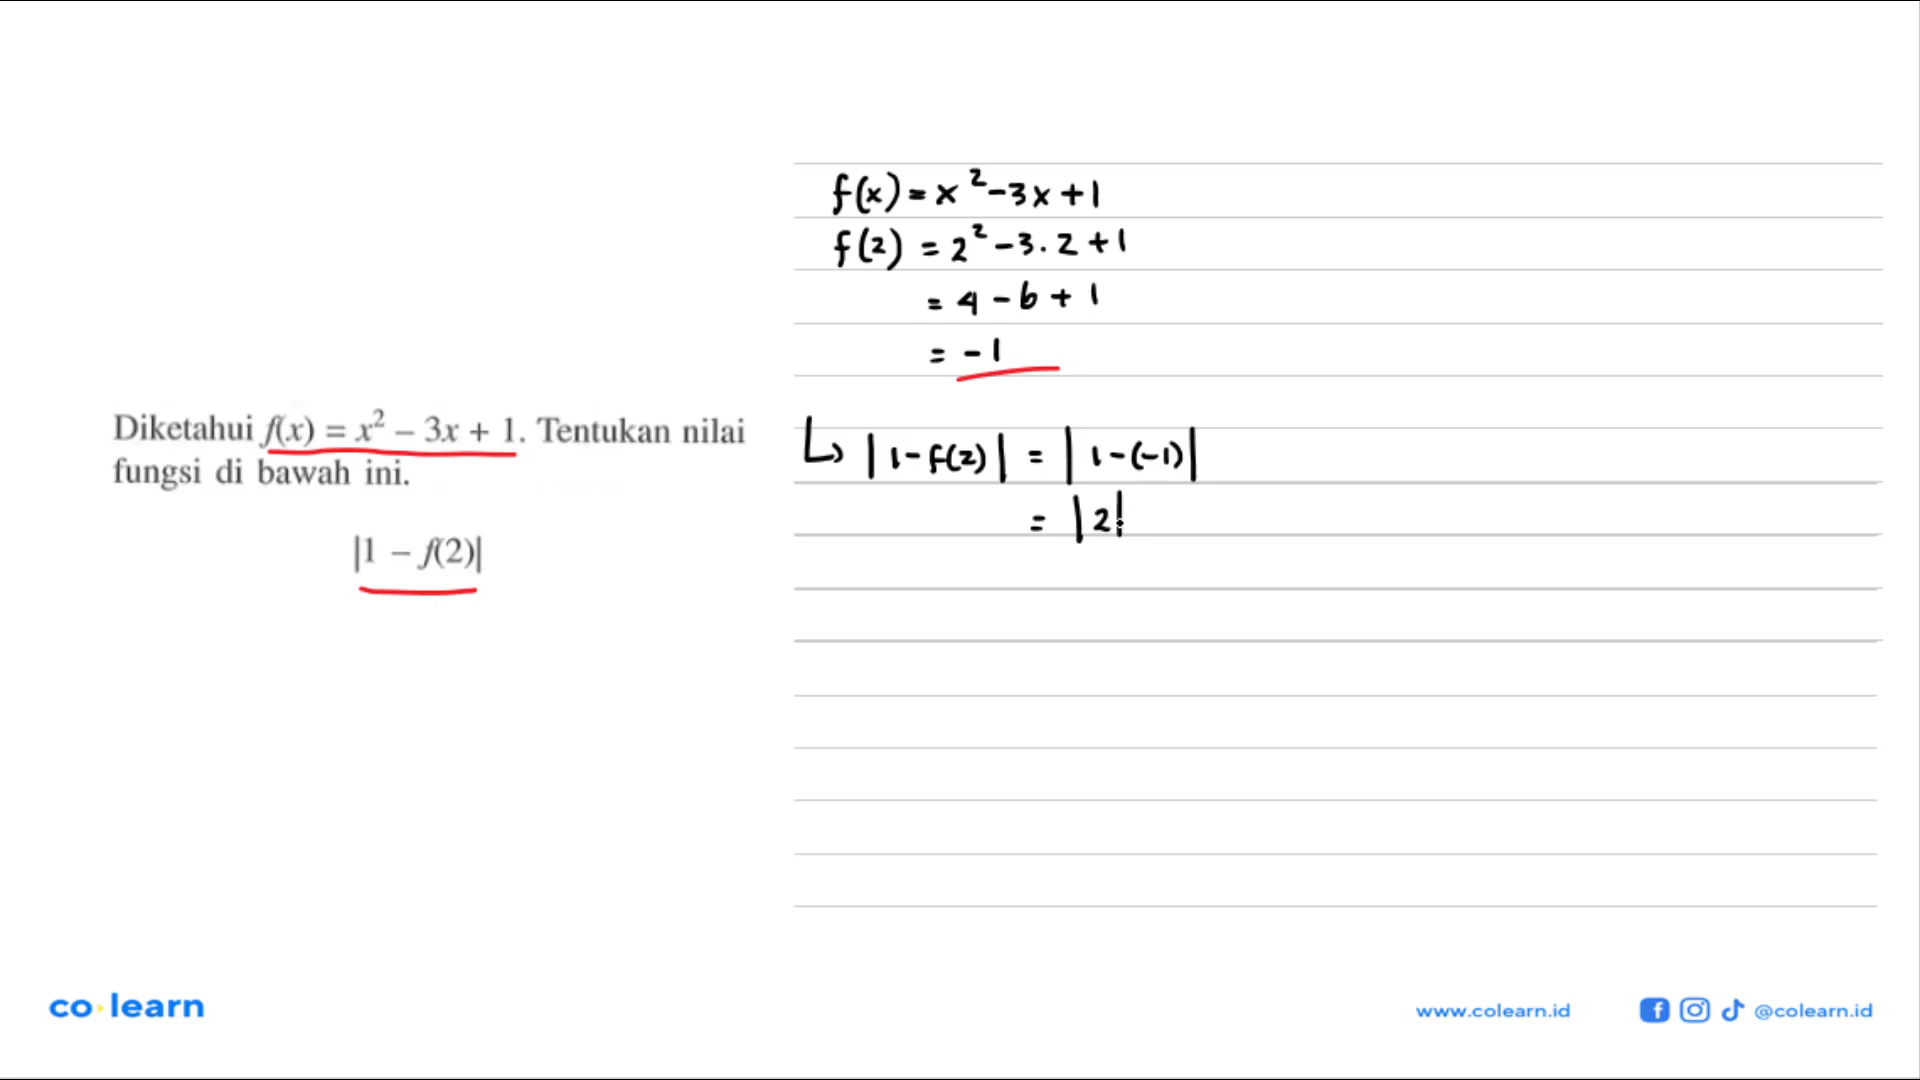 Diketahui f(x) = x² – 3x + 1. Tentukan nilai
fungsi di bawah ini.
|1 – f(2)|
f(x) = x² - 3x + 1
f(2) = 2² - 3 . 2 + 1
= 4 - 6 + 1
= - 1
↳ |1 - f(2)| = |1 - (-1)|
= |2|
co·learn
www.colearn.id
@colearn.id